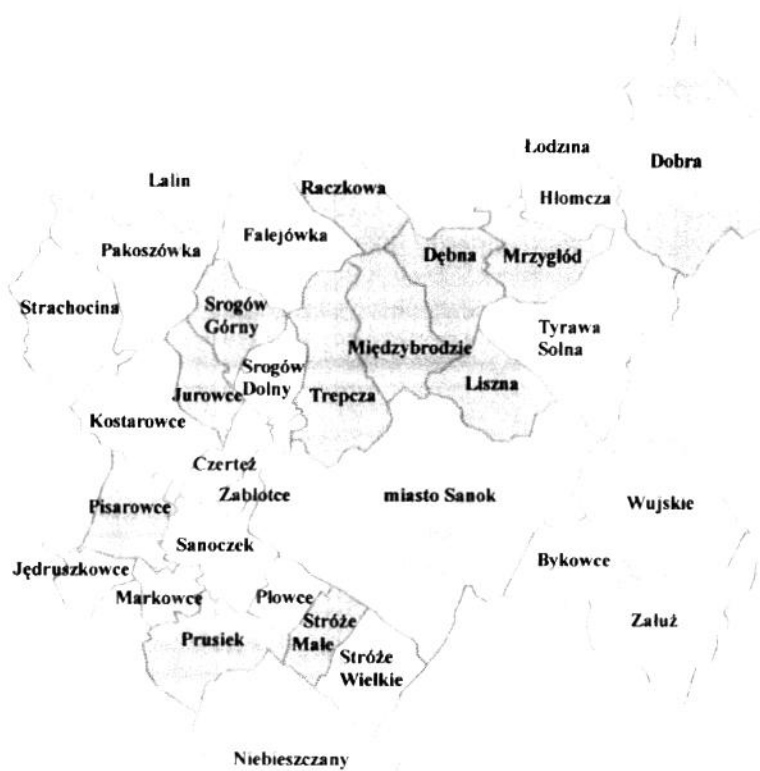 Łodzina
Dobra
Lalin
Raczkowa
Hłomcza
Falejówka
Pakoszówka
Dębna
Mrzygłód
Strachocina
Srogów
Górny
Tyrawa
Solna
Międzybrodzie
Srogów
Dolny
Jurowce
Trepcza
Liszna
Kostarowce
Czerteż
Zabłotce
miasto Sanok
Wujskie
Pisarowce
Sanoczek
Bykowce
Jędruszkowce
Markowce
Płowce
Stróże
Małe
Załuż
Prusiek
Stróże
Wielkie
Niebieszczany